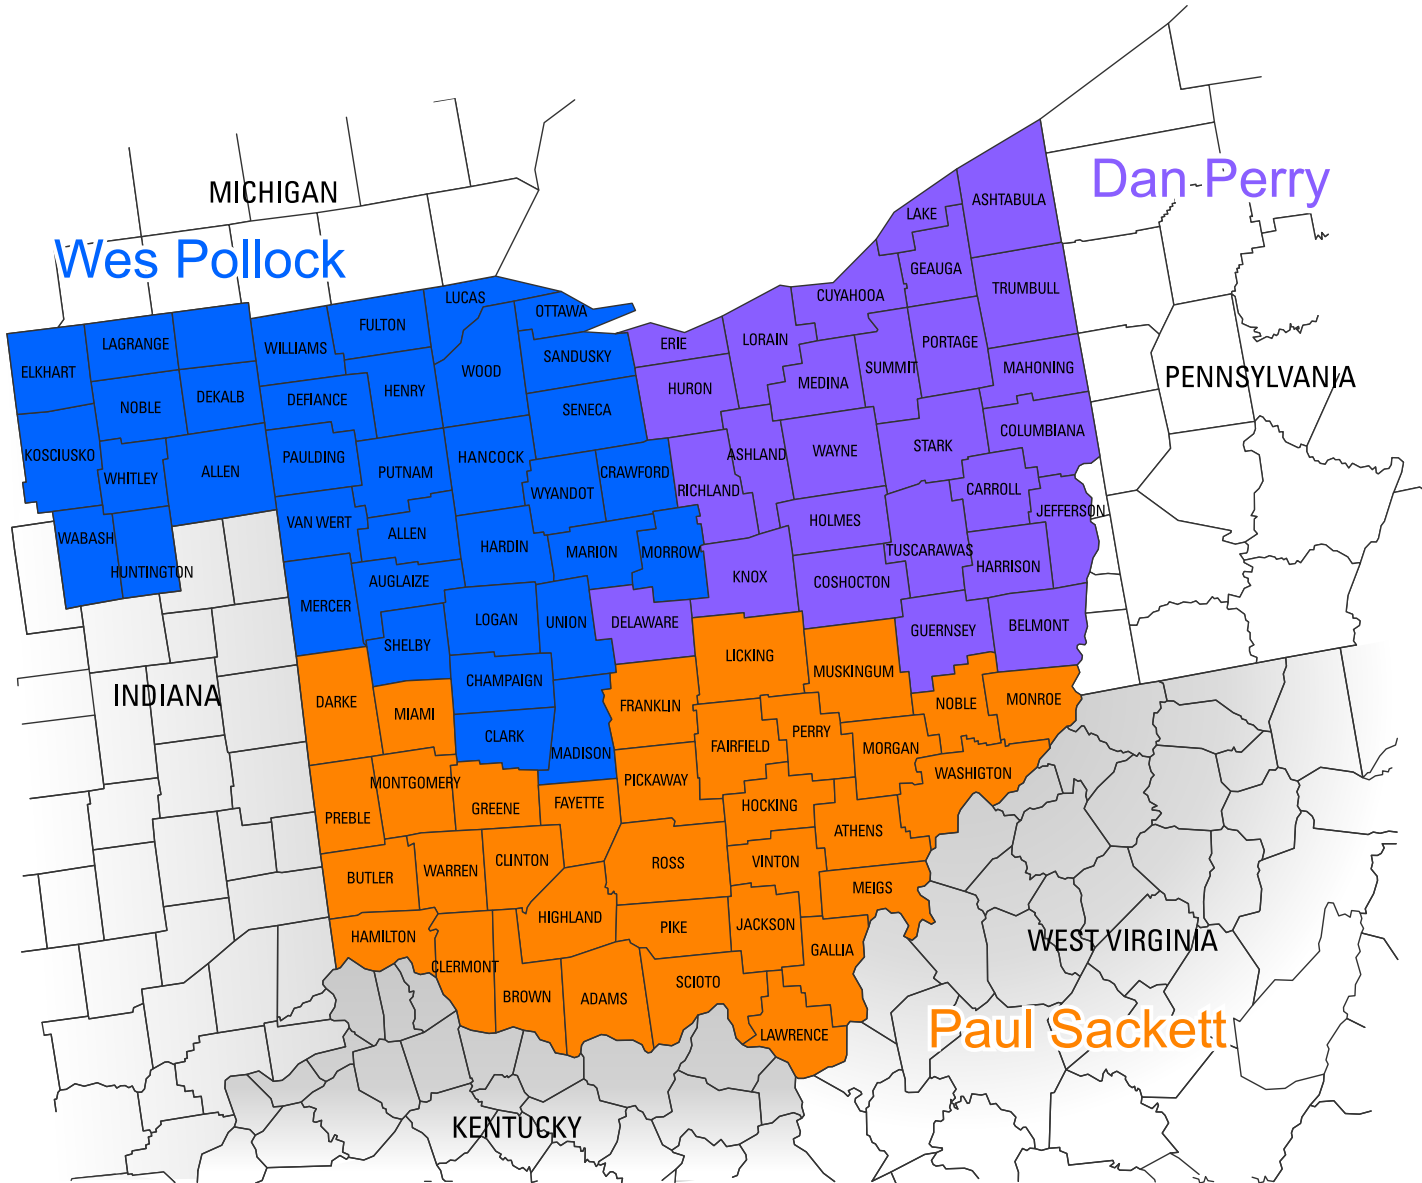 MICHIGAN
Wes Pollock
Dan Perry
LAKE
ASHTABULA
GEAUGA
CUYAHOOA
TRUMBULL
LUCAS
OTTAWA
FULTON
WILLIAMS
LAGRANGE
ELKHART
SANDUSKY
WOOD
ERIE
LORAIN
PORTAGE
SUMMIT
MAHONING
PENNSYLVANIA
HURON
MEDINA
NOBLE
DEKALB
DEFIANCE
HENRY
SENECA
COLUMBIANA
KOSCIUSKO
WHITLEY
ALLEN
PAULDING
PUTNAM
HANCOCK
CRAWFORD
WYANDOT
RICHLAND
ASHLAND
WAYNE
STARK
CARROLL
JEFFERSON
WABASH
HUNTINGTON
VAN WERT
ALLEN
HARDIN
MARION
MORROW
HOLMES
TUSCARAWAS
HARRISON
AUGLAIZE
MERCER
KNOX
COSHOCTON
LOGAN
UNION
DELAWARE
GUERNSEY
BELMONT
SHELBY
LICKING
MUSKINGUM
INDIANA
DARKE
MIAMI
CHAMPAIGN
FRANKLIN
NOBLE
MONROE
CLARK
MADISON
FAIRFIELD
PERRY
MORGAN
WASHIGTON
MONTGOMERY
PREBLE
GREENE
FAYETTE
PICKAWAY
HOCKING
ATHENS
BUTLER
WARREN
CLINTON
ROSS
VINTON
MEIGS
HAMILTON
HIGHLAND
PIKE
JACKSON
GALLIA
WEST VIRGINIA
CLERMONT
BROWN
ADAMS
SCIOTO
LAWRENCE
Paul Sackett
KENTUCKY